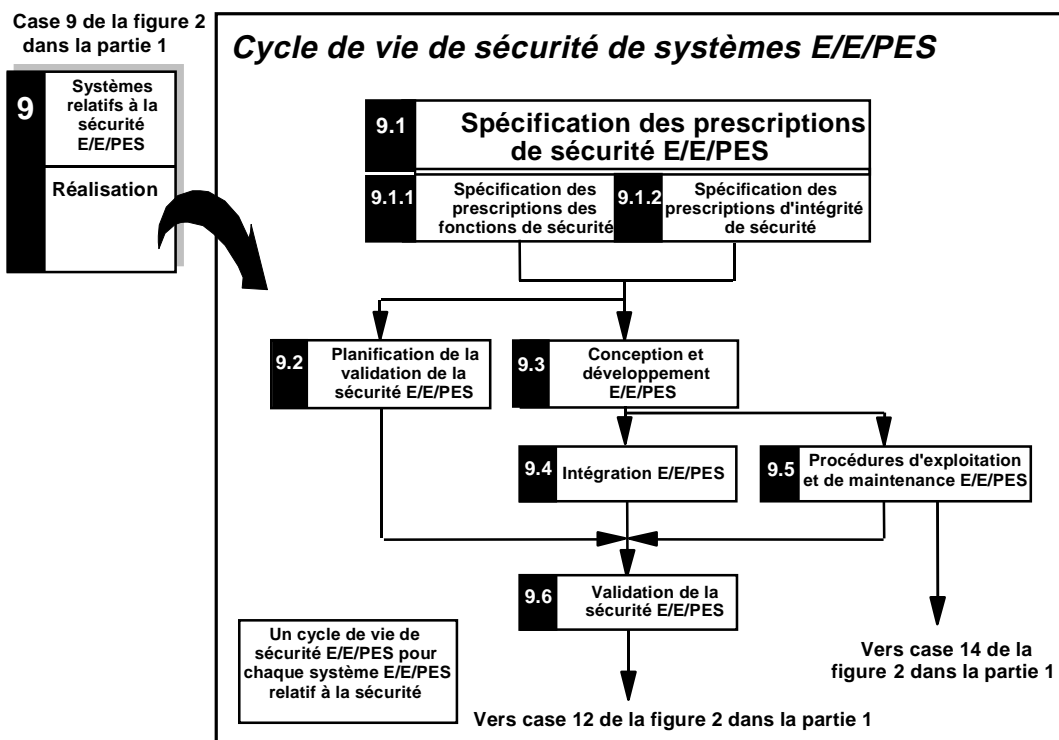 Case 9 de la figure 2
dans la partie 1
9
Systèmes
relatifs à la
sécurité
E/E/PES
Réalisation
Cycle de vie de sécurité de systèmes E/E/PES
9.1
Spécification des prescriptions
de sécurité E/E/PES
9.1.1
Spécification des
prescriptions des
fonctions de sécurité
9.1.2
Spécification des
prescriptions d'intégrité
de sécurité
9.2
Planification de la
validation de la
sécurité E/E/PES
9.3
Conception et
développement
E/E/PES
9.4
Intégration E/E/PES
9.5
Procédures d'exploitation
et de maintenance E/E/PES
9.6
Validation de la
sécurité E/E/PES
Un cycle de vie de
sécurité E/E/PES pour
chaque système E/E/PES
relatif à la sécurité
Vers case 14 de la
figure 2 dans la partie 1
Vers case 12 de la figure 2 dans la partie 1